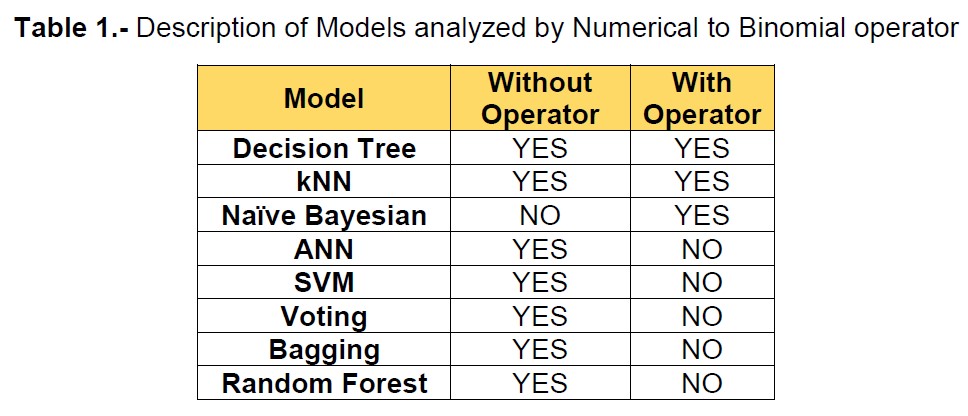 Table 1.- Description of Models analyzed by Numerical to Binomial operator
Model Without Operator With Operator
Decision Tree YES YES
kNN YES YES
Naïve Bayesian NO YES
ANN YES NO
SVM YES NO
Voting YES NO
Bagging YES NO
Random Forest YES NO